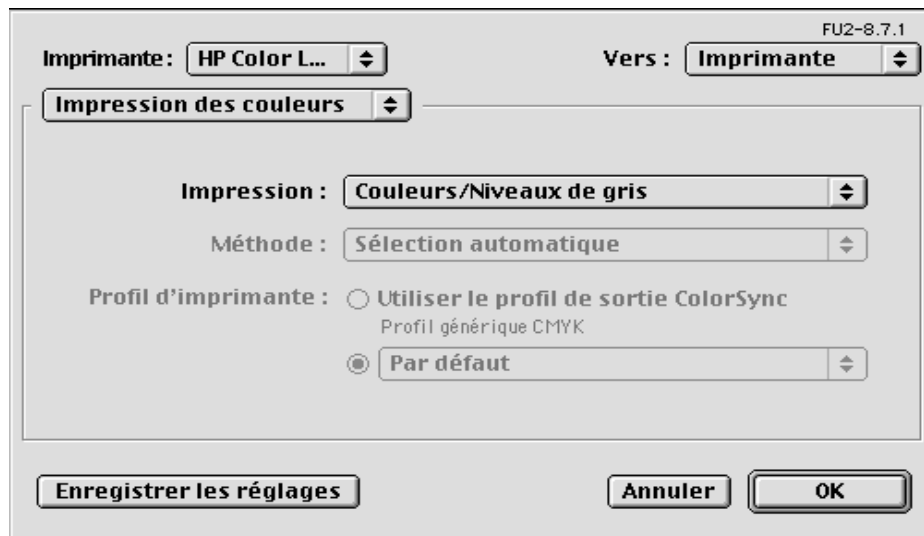 FU2-8.7.1
Imprimante: HP Color L... Vers : Imprimante
Impression des couleurs
Impression : Couleurs/Niveaux de gris
Méthode : Sélection automatique
Profil d'imprimante : Utiliser le profil de sortie ColorSync
Profil générique CMYK
Par défaut
Enregistrer les réglages Annuler OK